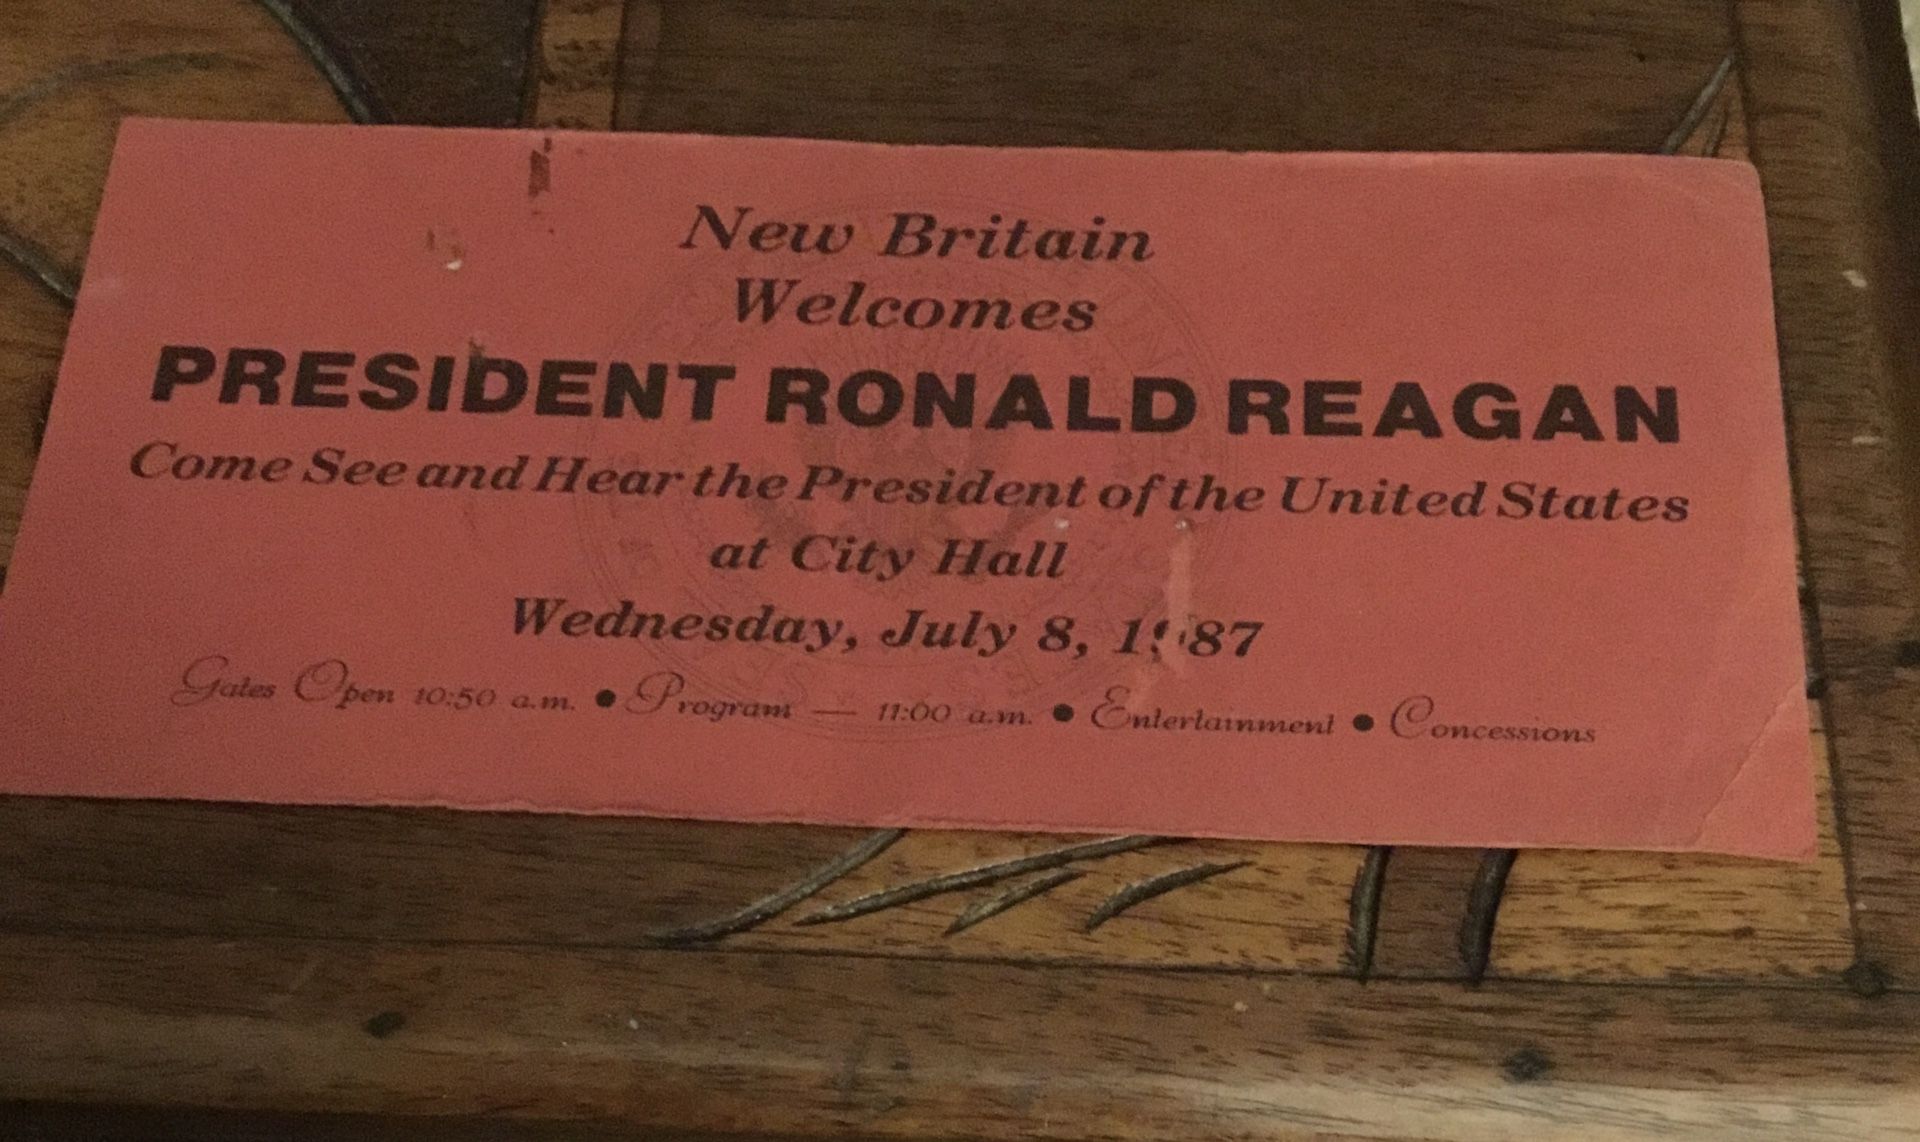 New Britain
Welcomes
PRESIDENT RONALD REAGAN
Come See and Hear the President of the United States
at City Hall
Wednesday, July 8, 1987
Gates Open 10:50 a.m. ● Program — 11:00 a.m. ● Entertainment ● Concessions